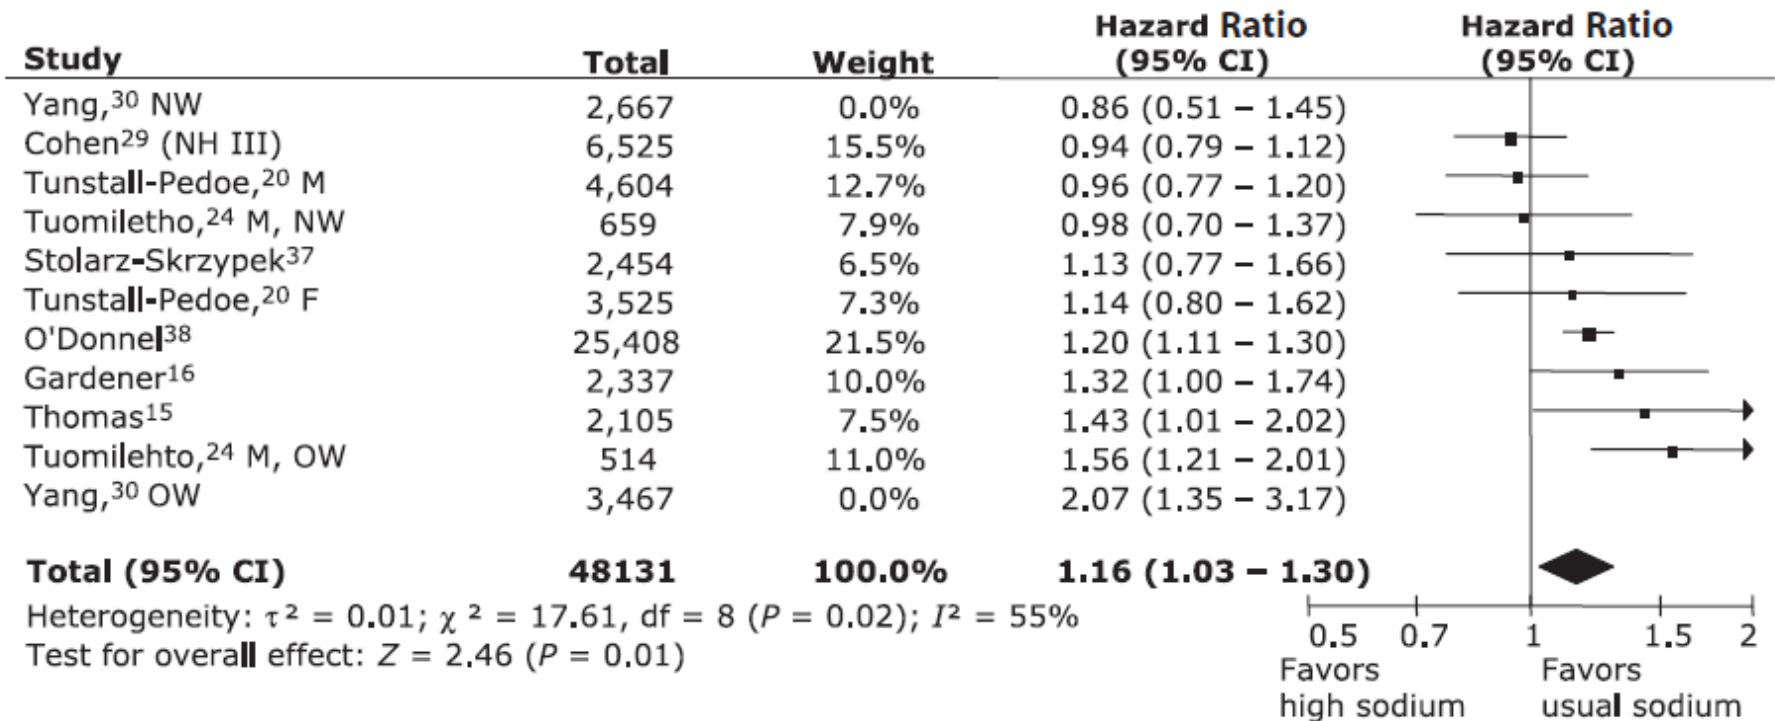 Hazard Ratio Hazard Ratio
Study Total Weight (95% CI) (95% CI)
Yang,³⁰ NW 2,667 0.0% 0.86 (0.51 – 1.45)
Cohen²⁹ (NH III) 6,525 15.5% 0.94 (0.79 – 1.12)
Tunstall-Pedoe,²⁰ M 4,604 12.7% 0.96 (0.77 – 1.20)
Tuomiletho,²⁴ M, NW 659 7.9% 0.98 (0.70 – 1.37)
Stolarz-Skrzypek³⁷ 2,454 6.5% 1.13 (0.77 – 1.66)
Tunstall-Pedoe,²⁰ F 3,525 7.3% 1.14 (0.80 – 1.62)
O'Donnel³⁸ 25,408 21.5% 1.20 (1.11 – 1.30)
Gardener¹⁶ 2,337 10.0% 1.32 (1.00 – 1.74)
Thomas¹⁵ 2,105 7.5% 1.43 (1.01 – 2.02)
Tuomilehto,²⁴ M, OW 514 11.0% 1.56 (1.21 – 2.01)
Yang,³⁰ OW 3,467 0.0% 2.07 (1.35 – 3.17)
Total (95% CI) 48131 100.0% 1.16 (1.03 – 1.30)
Heterogeneity: τ² = 0.01; χ ² = 17.61, df = 8 (P = 0.02); I² = 55%
Test for overall effect: Z = 2.46 (P = 0.01)
0.5 0.7 1 1.5 2
Favors Favors
high sodium usual sodium